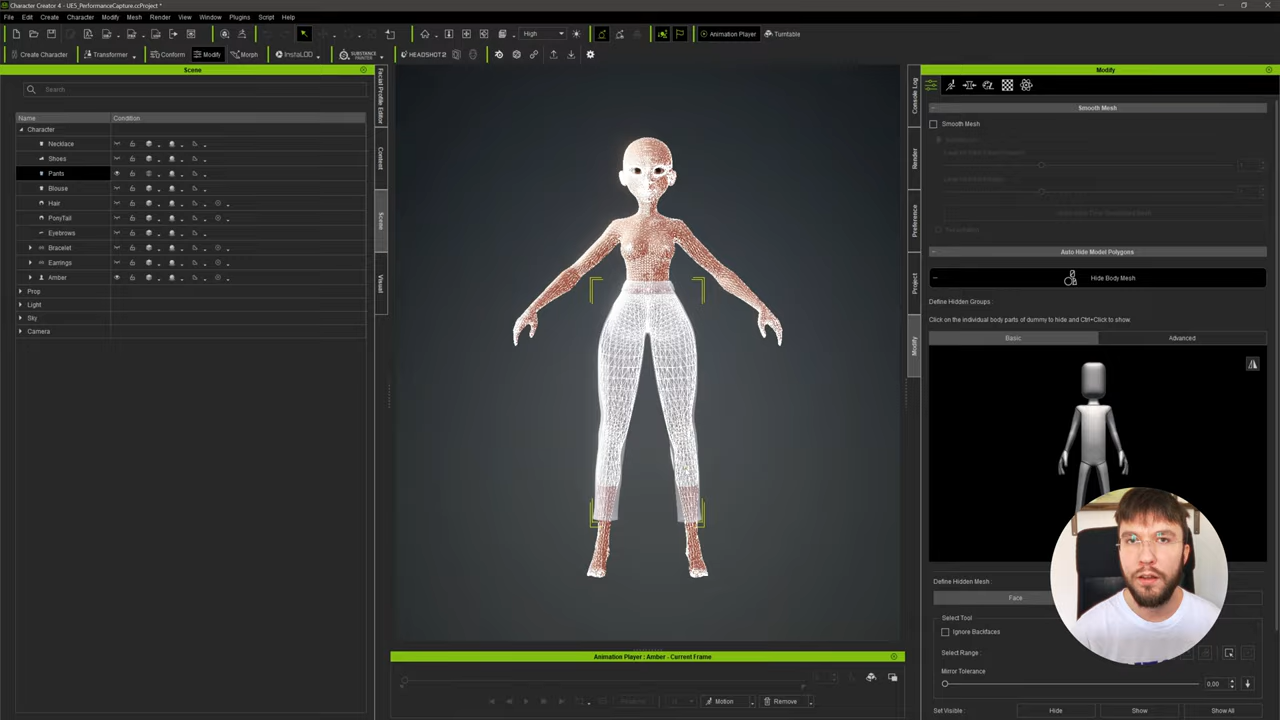 Character Creator 4 - UE5_PerformanceCapture.ccProject *
File Edit Create Character Modify Mesh Render View Window Plugins Script Help
High Animation Player Turntable
Create Character Transformer Conform Modify Morph InstaLOD SUBSTANCE PAINTER HEADSHOT2
Scene
Search
Name Condition
Character
Necklace
Shoes
Pants
Blouse
Hair
PonyTail
Eyebrows
Bracelet
Earrings
Amber
Prop
Light
Sky
Camera
Facial Profile Editor
Content
Scene
Visual
Console Log
Render
Preference
Project
Modify
Modify
Smooth Mesh
Smooth Mesh
Auto Hide Model Polygons
Hide Body Mesh
Define Hidden Groups :
Click on the individual body parts of dummy to hide and Ctrl+Click to show.
Basic Advanced
Define Hidden Mesh :
Face
Select Tool
Ignore Backfaces
Select Range :
Mirror Tolerance
0,00
Set Visible Hide Show Show All
Animation Player : Amber - Current Frame
Motion Remove